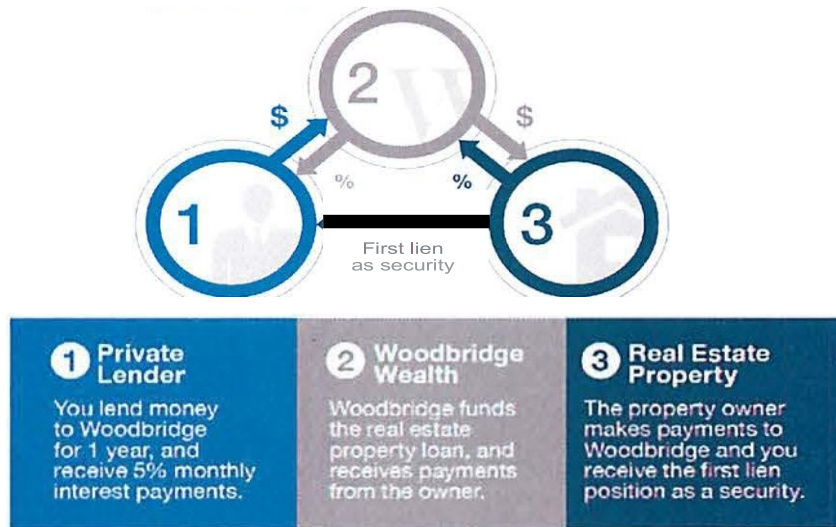 2
$
$
%
%
1
3
First lien
as security
1 Private
Lender
You lend money
to Woodbridge
for 1 year, and
receive 5% monthly
interest payments.
2 Woodbridge
Wealth
Woodbridge funds
the real estate
property loan, and
receives payments
from the owner.
3 Real Estate
Property
The property owner
makes payments to
Woodbridge and you
receive the first lien
position as a security.